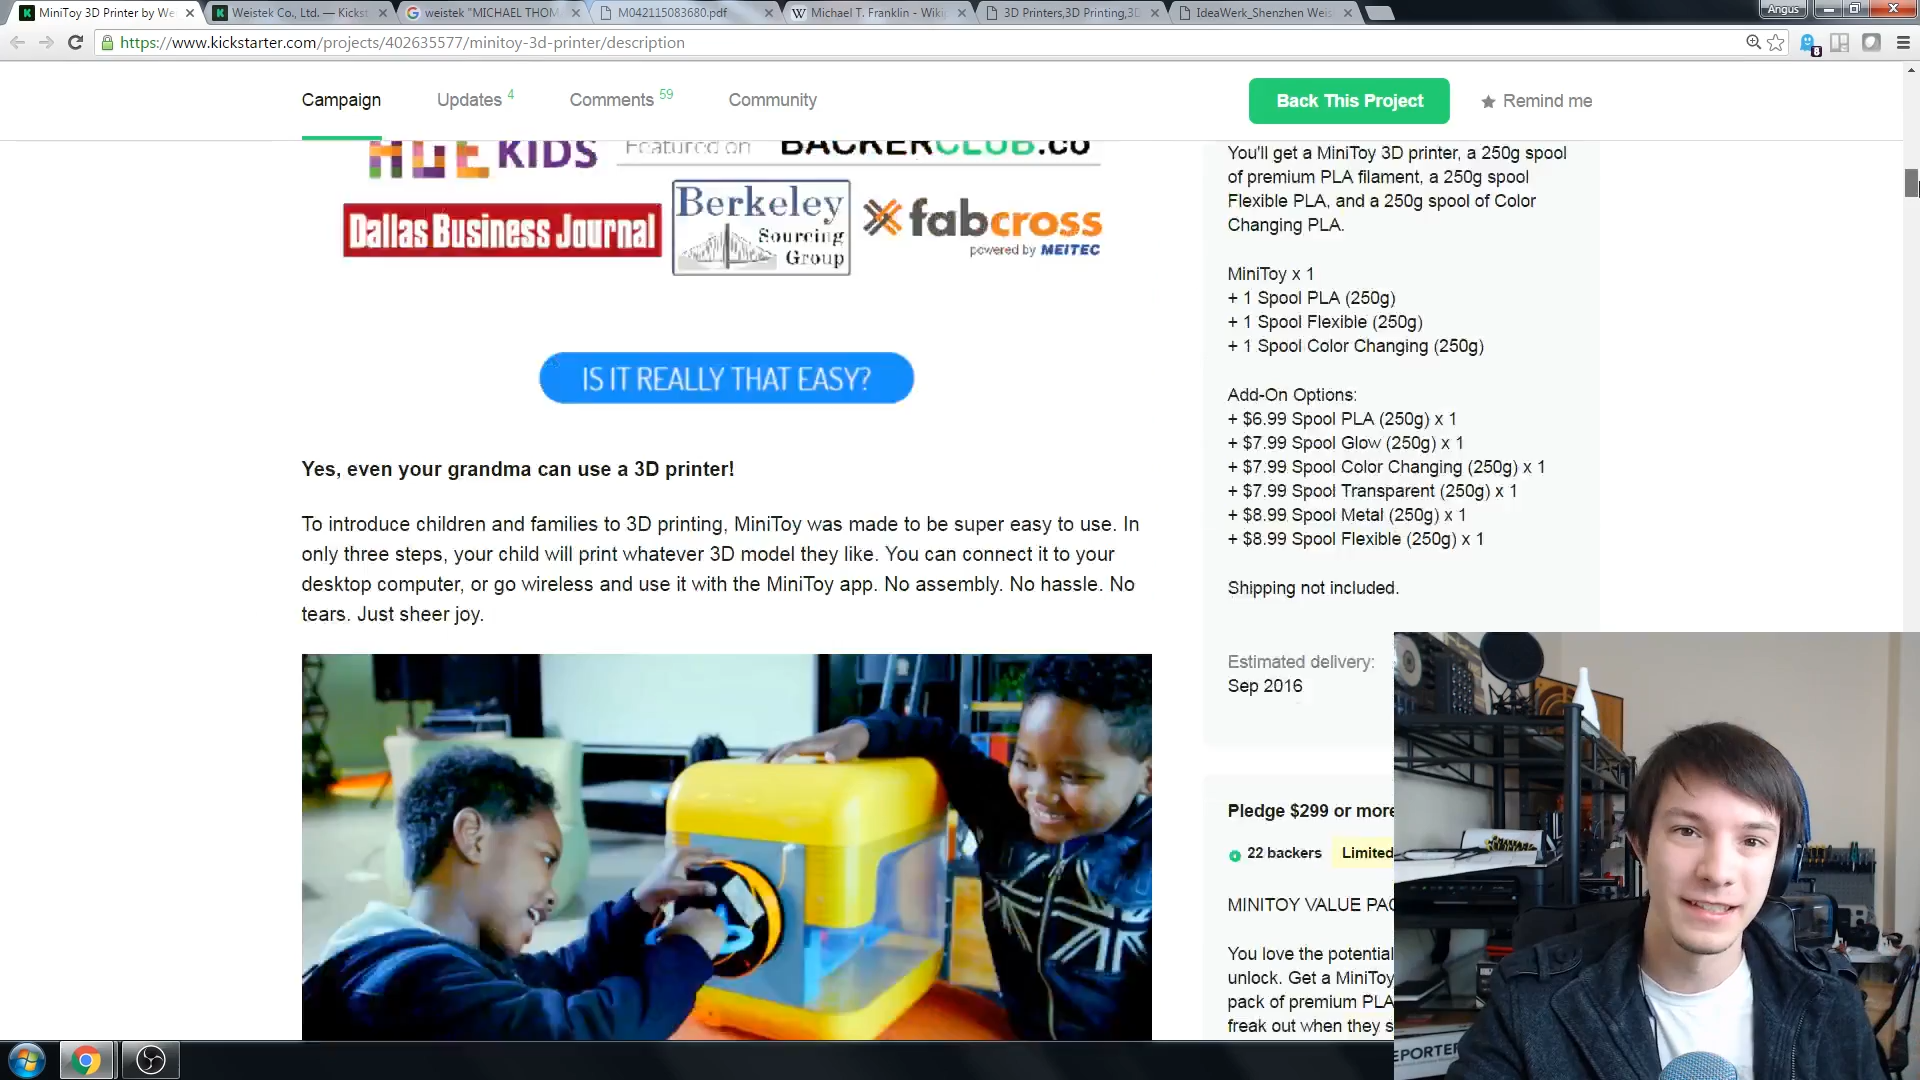 MiniToy 3D Printer by We
Weistek Co., Ltd. — Kickst
weistek "MICHAEL THOM
M042115083680.pdf
Michael T. Franklin - Wiki
3D Printers,3D Printing,3D
IdeaWerk_Shenzhen Weis
Angus
https://www.kickstarter.com/projects/402635577/minitoy-3d-printer/description
8
Campaign
Updates 4
Comments 59
Community
Back This Project
Remind me
KIDS
Featured on
BACKERCLUB.co
Dallas Business Journal
Berkeley
Sourcing
Group
fabcross
powered by MEITEC
IS IT REALLY THAT EASY?
Yes, even your grandma can use a 3D printer!
To introduce children and families to 3D printing, MiniToy was made to be super easy to use. In
only three steps, your child will print whatever 3D model they like. You can connect it to your
desktop computer, or go wireless and use it with the MiniToy app. No assembly. No hassle. No
tears. Just sheer joy.
You'll get a MiniToy 3D printer, a 250g spool
of premium PLA filament, a 250g spool
Flexible PLA, and a 250g spool of Color
Changing PLA.
MiniToy x 1
+ 1 Spool PLA (250g)
+ 1 Spool Flexible (250g)
+ 1 Spool Color Changing (250g)
Add-On Options:
+ $6.99 Spool PLA (250g) x 1
+ $7.99 Spool Glow (250g) x 1
+ $7.99 Spool Color Changing (250g) x 1
+ $7.99 Spool Transparent (250g) x 1
+ $8.99 Spool Metal (250g) x 1
+ $8.99 Spool Flexible (250g) x 1
Shipping not included.
Estimated delivery:
Sep 2016
Pledge $299 or more
22 backers
Limited
MINITOY VALUE PAC
You love the potential
unlock. Get a MiniToy
pack of premium PLA
freak out when they s
EPORTER